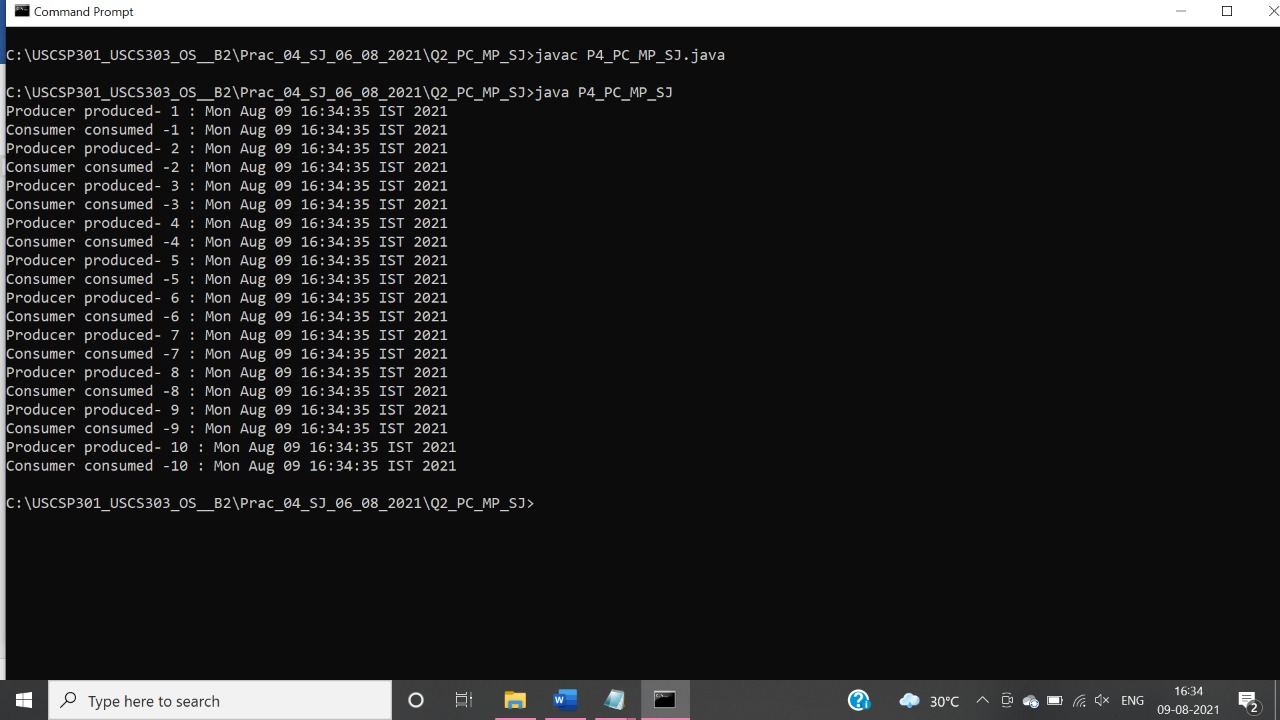 Command Prompt
C:\USCSP301_USCS303_OS__B2\Prac_04_SJ_06_08_2021\Q2_PC_MP_SJ>javac P4_PC_MP_SJ.java
C:\USCSP301_USCS303_OS__B2\Prac_04_SJ_06_08_2021\Q2_PC_MP_SJ>java P4_PC_MP_SJ
Producer produced- 1 : Mon Aug 09 16:34:35 IST 2021
Consumer consumed -1 : Mon Aug 09 16:34:35 IST 2021
Producer produced- 2 : Mon Aug 09 16:34:35 IST 2021
Consumer consumed -2 : Mon Aug 09 16:34:35 IST 2021
Producer produced- 3 : Mon Aug 09 16:34:35 IST 2021
Consumer consumed -3 : Mon Aug 09 16:34:35 IST 2021
Producer produced- 4 : Mon Aug 09 16:34:35 IST 2021
Consumer consumed -4 : Mon Aug 09 16:34:35 IST 2021
Producer produced- 5 : Mon Aug 09 16:34:35 IST 2021
Consumer consumed -5 : Mon Aug 09 16:34:35 IST 2021
Producer produced- 6 : Mon Aug 09 16:34:35 IST 2021
Consumer consumed -6 : Mon Aug 09 16:34:35 IST 2021
Producer produced- 7 : Mon Aug 09 16:34:35 IST 2021
Consumer consumed -7 : Mon Aug 09 16:34:35 IST 2021
Producer produced- 8 : Mon Aug 09 16:34:35 IST 2021
Consumer consumed -8 : Mon Aug 09 16:34:35 IST 2021
Producer produced- 9 : Mon Aug 09 16:34:35 IST 2021
Consumer consumed -9 : Mon Aug 09 16:34:35 IST 2021
Producer produced- 10 : Mon Aug 09 16:34:35 IST 2021
Consumer consumed -10 : Mon Aug 09 16:34:35 IST 2021
C:\USCSP301_USCS303_OS__B2\Prac_04_SJ_06_08_2021\Q2_PC_MP_SJ>
Type here to search
30°C
ENG
16:34
09-08-2021
2